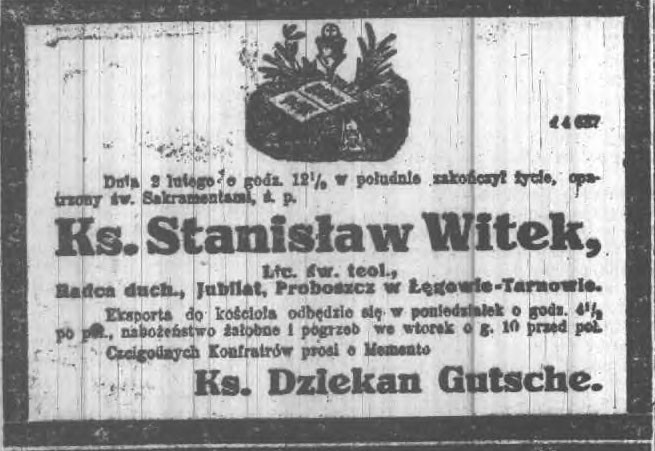 14 637
Dnia 2 lutego o godz. 12½ w południe zakończył życie, opa-
trzony św. Sakramentami, ś. p.
Ks. Stanisław Witek,
Lic. św. teol.,
Radca duch., Jubilat, Proboszcz w Łęgowie-Tarnowie.
Eksporta do kościoła odbędzie się w poniedziałek o godz. 4½
po poł., nabożeństwo żałobne i pogrzeb we wtorek o g. 10 przed poł.
Czcigodnych Konfratrów prosi o Memento
Ks. Dziekan Gutsche.